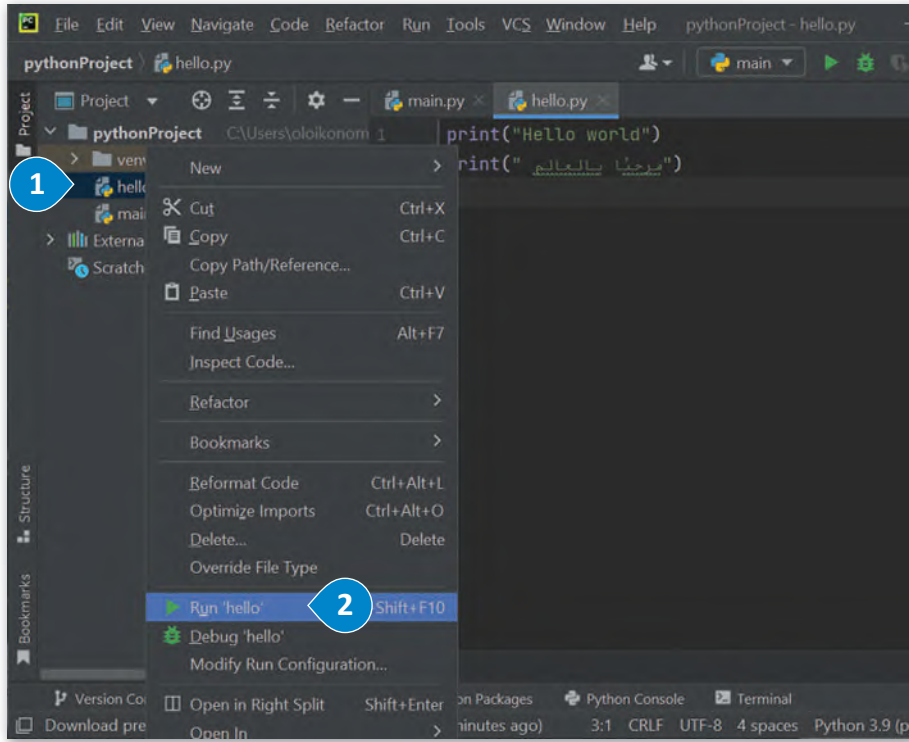 PC File Edit View Navigate Code Refactor Run Tools VCS Window Help pythonProject - hello.py
pythonProject hello.py main
Project Project main.py hello.py
pythonProject C:\Users\oloikonom 1 print("Hello world")
venv rint(" مرحبًا بالعالم")
1 hello
main
Externa
Scratch
New
Cut Ctrl+X
Copy Ctrl+C
Copy Path/Reference...
Paste Ctrl+V
Find Usages Alt+F7
Inspect Code...
Refactor
Bookmarks
Reformat Code Ctrl+Alt+L
Optimize Imports Ctrl+Alt+O
Delete... Delete
Override File Type
Run 'hello' 2 Shift+F10
Debug 'hello'
Modify Run Configuration...
Open in Right Split Shift+Enter
Open In
Structure
Bookmarks
Version Co on Packages Python Console Terminal
Download pre minutes ago) 3:1 CRLF UTF-8 4 spaces Python 3.9 (p